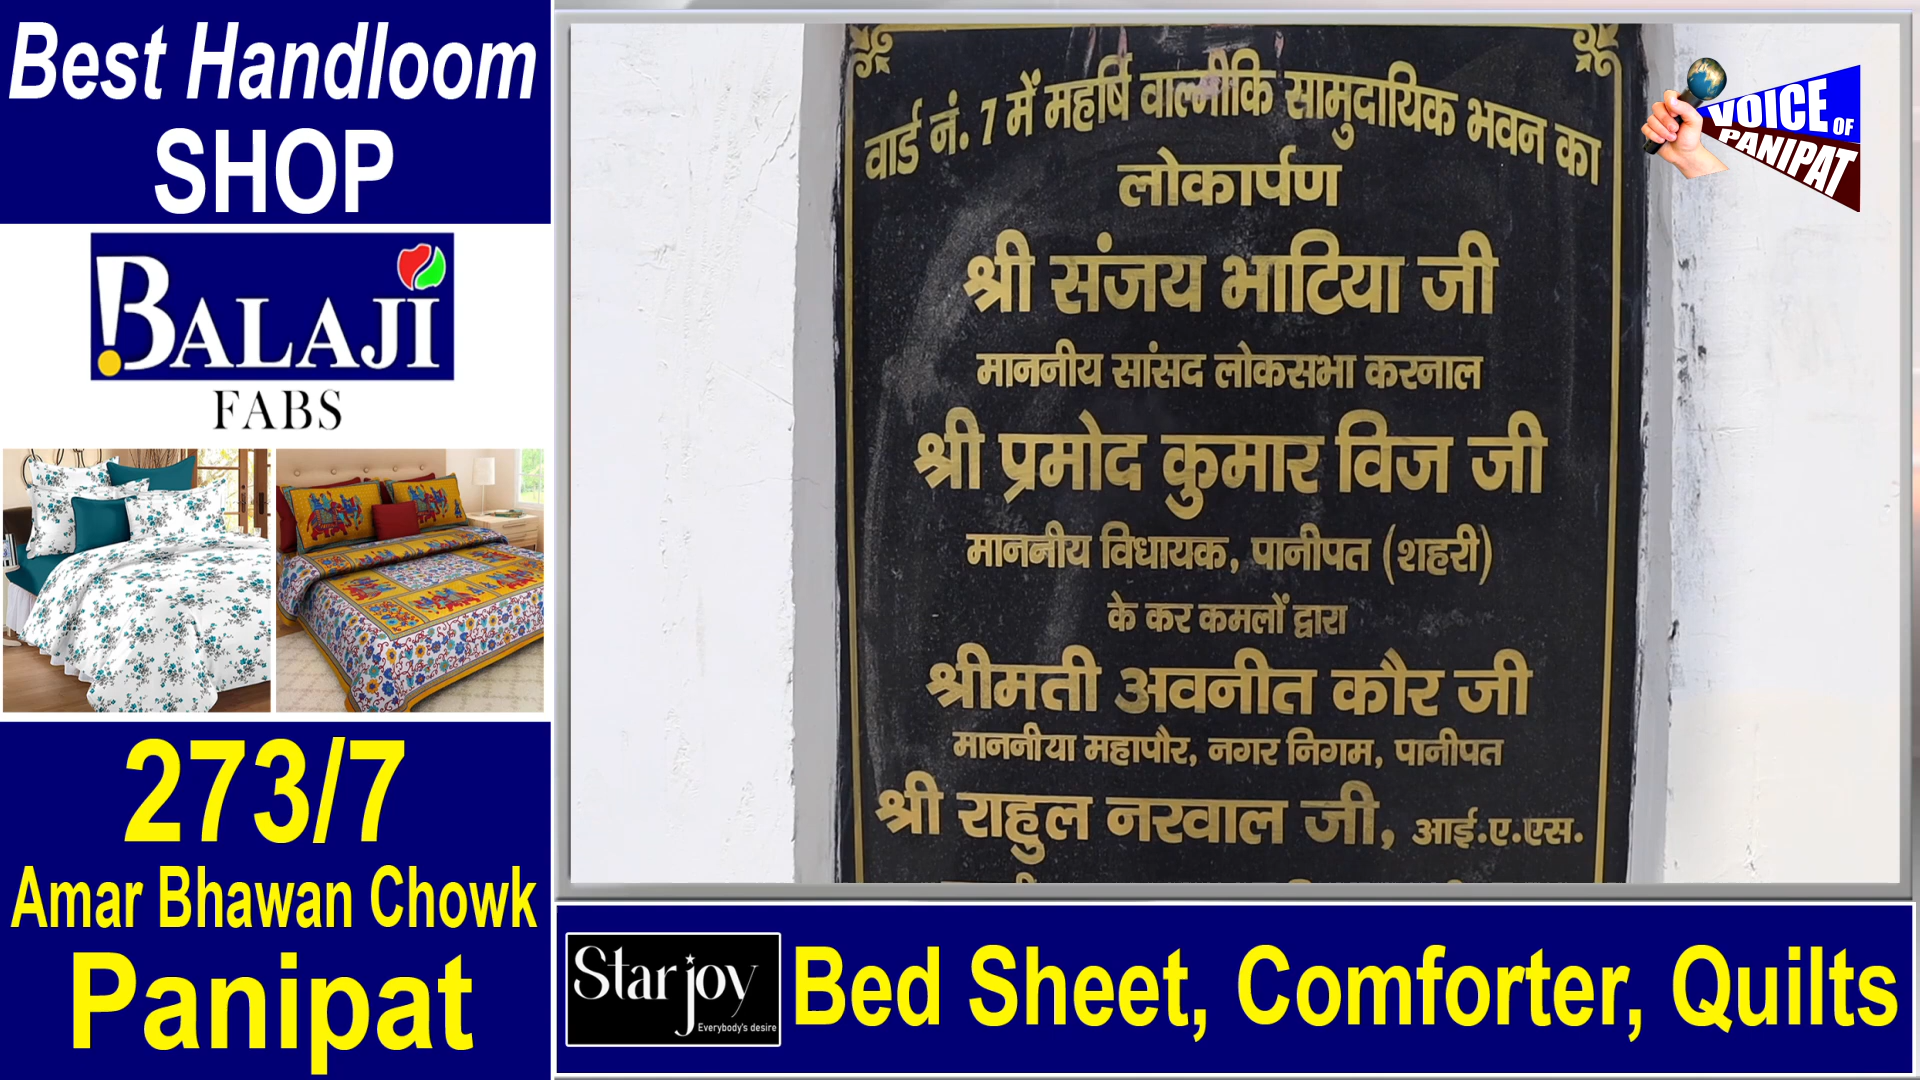 Best Handloom
SHOP
BALAJI
FABS
273/7
Amar Bhawan Chowk
Panipat
वार्ड नं. 7 में महर्षि वाल्मीकि सामुदायिक भवन का
लोकार्पण
श्री संजय भाटिया जी
माननीय सांसद लोकसभा करनाल
श्री प्रमोद कुमार विज जी
माननीय विधायक, पानीपत (शहरी)
के कर कमलों द्वारा
श्रीमती अवनीत कौर जी
माननीया महापौर, नगर निगम, पानीपत
श्री राहुल नरवाल जी, आई.ए.एस.
VOICE OF
PANIPAT
Starjoy
Everybody's desire
Bed Sheet, Comforter, Quilts